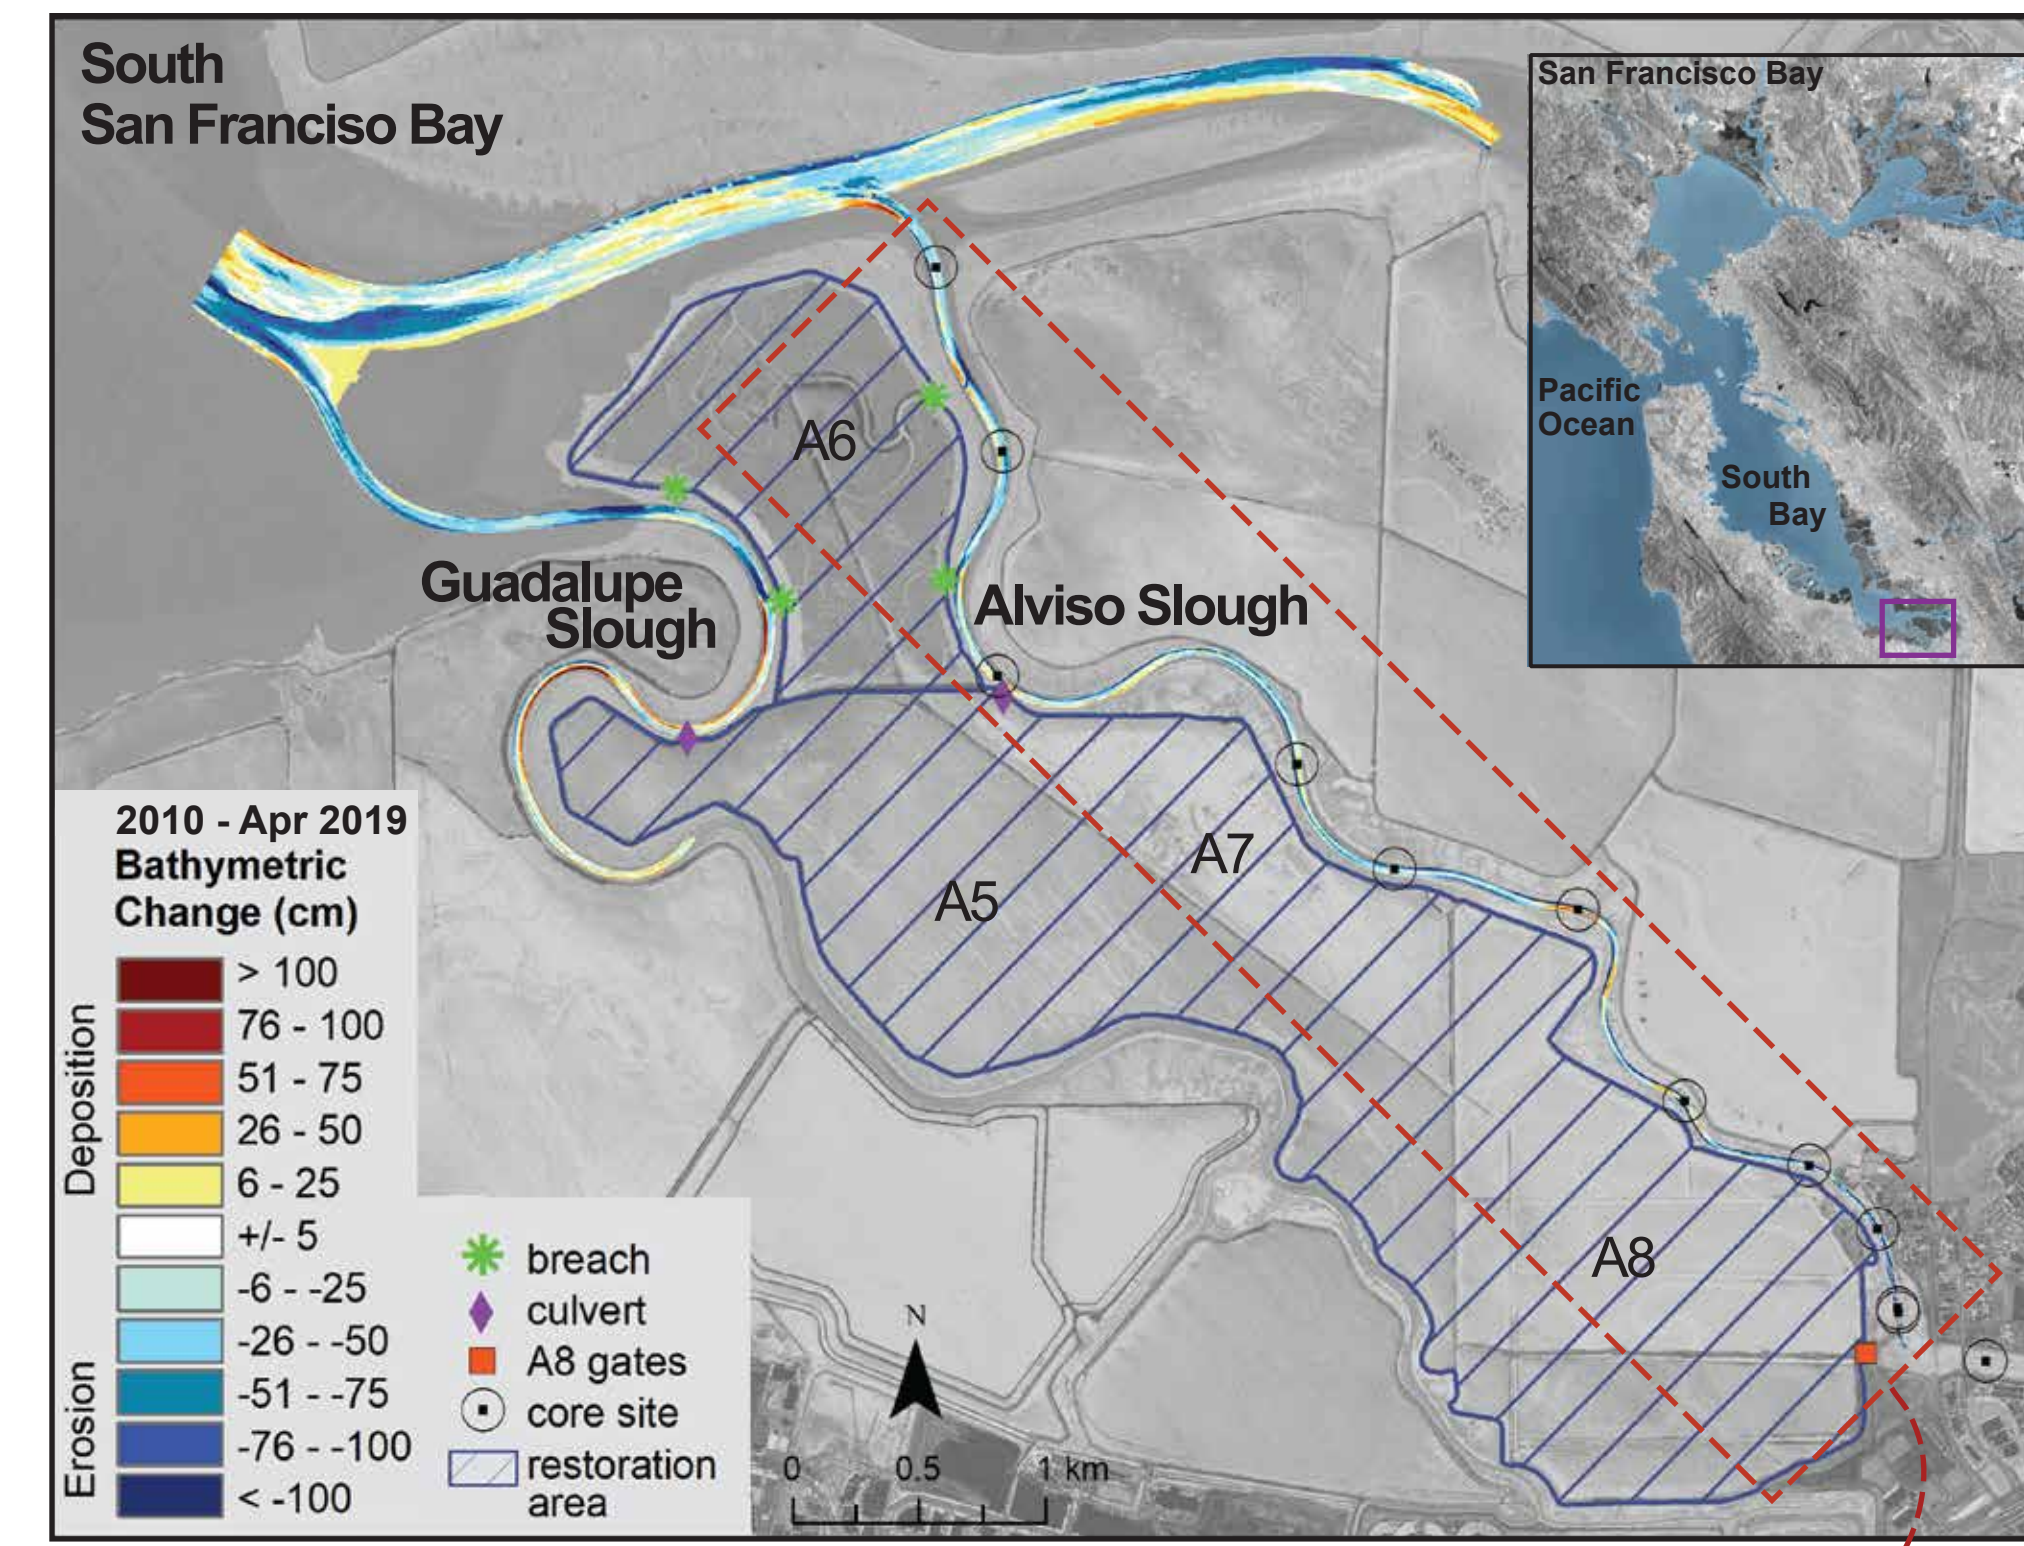 South
San Franciso Bay
San Francisco Bay
Pacific
Ocean
South
Bay
A6
Guadalupe
Slough
Alviso Slough
A7
A5
A8
2010 - Apr 2019
Bathymetric
Change (cm)
Deposition
> 100
76 - 100
51 - 75
26 - 50
6 - 25
+/- 5
Erosion
-6 - -25
-26 - -50
-51 - -75
-76 - -100
< -100
breach
culvert
A8 gates
core site
restoration
area
N
0 0.5 1 km